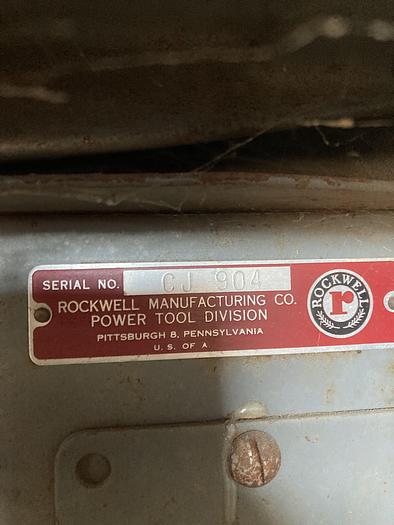 SERIAL NO. CJ 904
ROCKWELL MANUFACTURING CO.
POWER TOOL DIVISION
PITTSBURGH 8, PENNSYLVANIA
U. S. OF A.
ROCKWELL
r